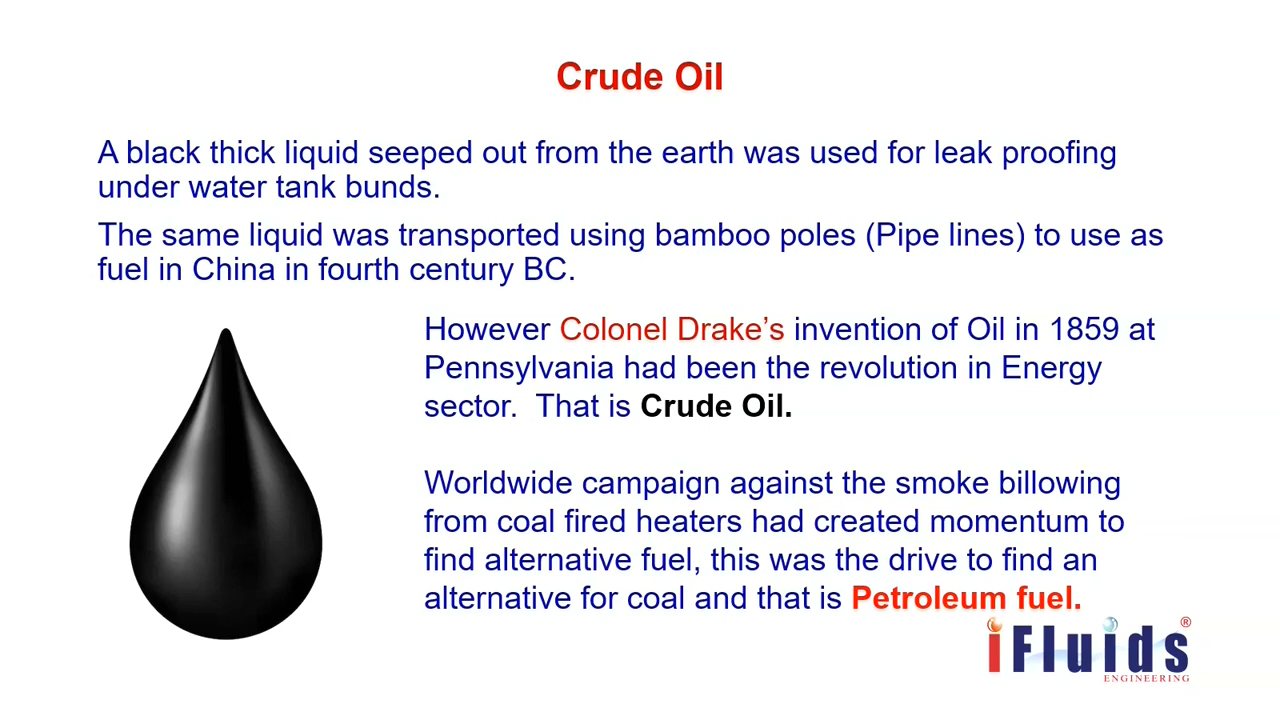 Crude Oil
A black thick liquid seeped out from the earth was used for leak proofing
under water tank bunds.
The same liquid was transported using bamboo poles (Pipe lines) to use as
fuel in China in fourth century BC.
However Colonel Drake’s invention of Oil in 1859 at
Pennsylvania had been the revolution in Energy
sector.  That is Crude Oil.
Worldwide campaign against the smoke billowing
from coal fired heaters had created momentum to
find alternative fuel, this was the drive to find an
alternative for coal and that is Petroleum fuel.
iFluids®
ENGINEERING